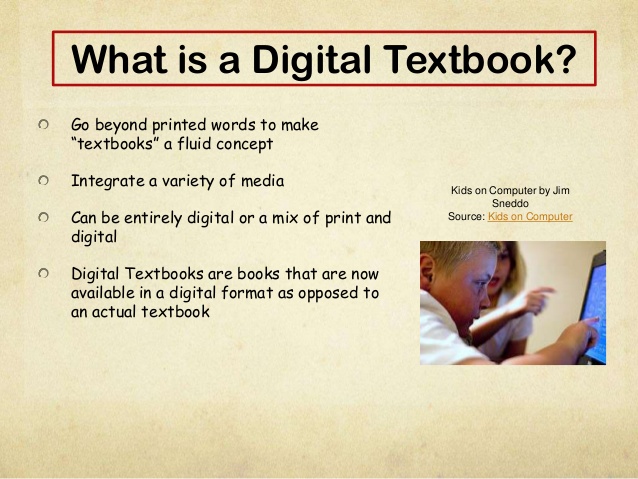 What is a Digital Textbook?
Go beyond printed words to make
“textbooks” a fluid concept
Integrate a variety of media
Can be entirely digital or a mix of print and
digital
Digital Textbooks are books that are now
available in a digital format as opposed to
an actual textbook
Kids on Computer by Jim
Sneddo
Source: Kids on Computer